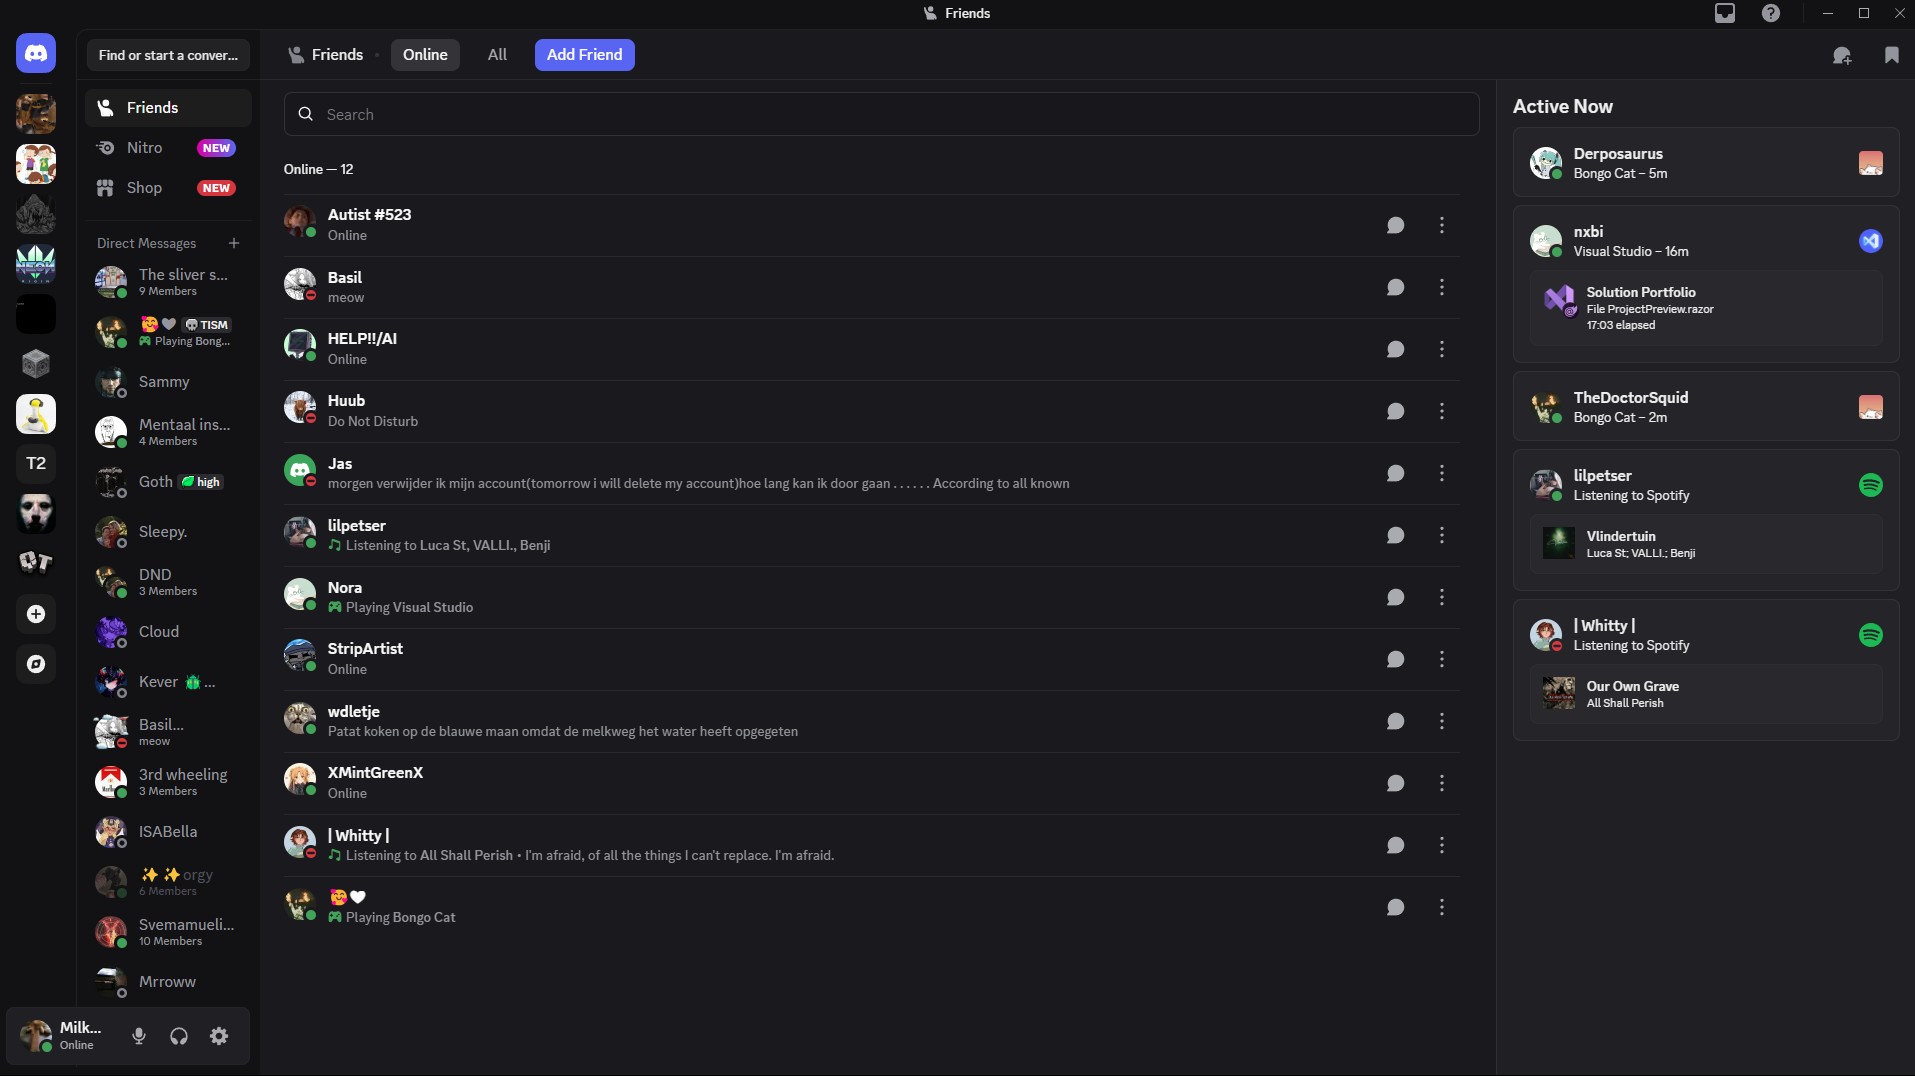 Friends
Find or start a conver...
Friends
Online
All
Add Friend
Friends
Nitro
NEW
Shop
NEW
Direct Messages
The sliver s...
9 Members
TISM
Playing Bong...
Sammy
Mentaal ins...
4 Members
Goth
high
Sleepy.
DND
3 Members
Cloud
Kever ...
Basil...
meow
3rd wheeling
3 Members
ISABella
✨ ✨ orgy
6 Members
Svemamueli...
10 Members
Mrroww
Milk...
Online
T2
Search
Online — 12
Autist #523
Online
Basil
meow
HELP!!/AI
Online
Huub
Do Not Disturb
Jas
morgen verwijder ik mijn account(tomorrow i will delete my account)hoe lang kan ik door gaan . . . . . . According to all known
lilpetser
Listening to Luca St, VALLI., Benji
Nora
Playing Visual Studio
StripArtist
Online
wdletje
Patat koken op de blauwe maan omdat de melkweg het water heeft opgegeten
XMintGreenX
Online
| Whitty |
Listening to All Shall Perish • I'm afraid, of all the things I can't replace. I'm afraid.
🥰🤍
Playing Bongo Cat
Active Now
Derposaurus
Bongo Cat – 5m
nxbi
Visual Studio – 16m
Solution Portfolio
File ProjectPreview.razor
17:03 elapsed
TheDoctorSquid
Bongo Cat – 2m
lilpetser
Listening to Spotify
Vlindertuin
Luca St; VALLI.; Benji
| Whitty |
Listening to Spotify
Our Own Grave
All Shall Perish